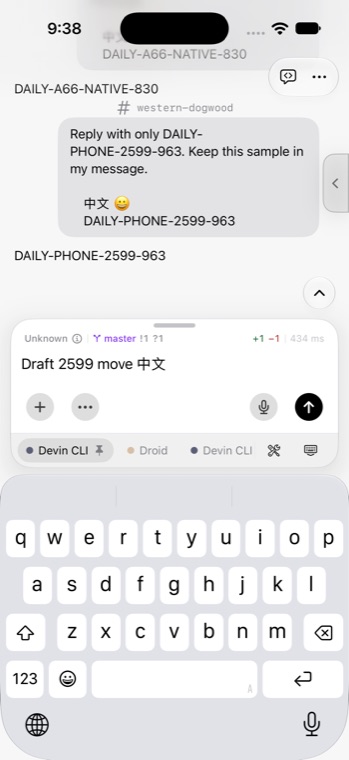 9:38
中文
DAILY-A66-NATIVE-830
DAILY-A66-NATIVE-830
# western-dogwood
Reply with only DAILY-
PHONE-2599-963. Keep this sample in
my message.
中文 😄
DAILY-PHONE-2599-963
DAILY-PHONE-2599-963
Unknown master !1 ?1 +1 −1 434 ms
Draft 2599 move 中文
Devin CLI Droid Devin CLI
q w e r t y u i o p
a s d f g h j k l
z x c v b n m
123
A